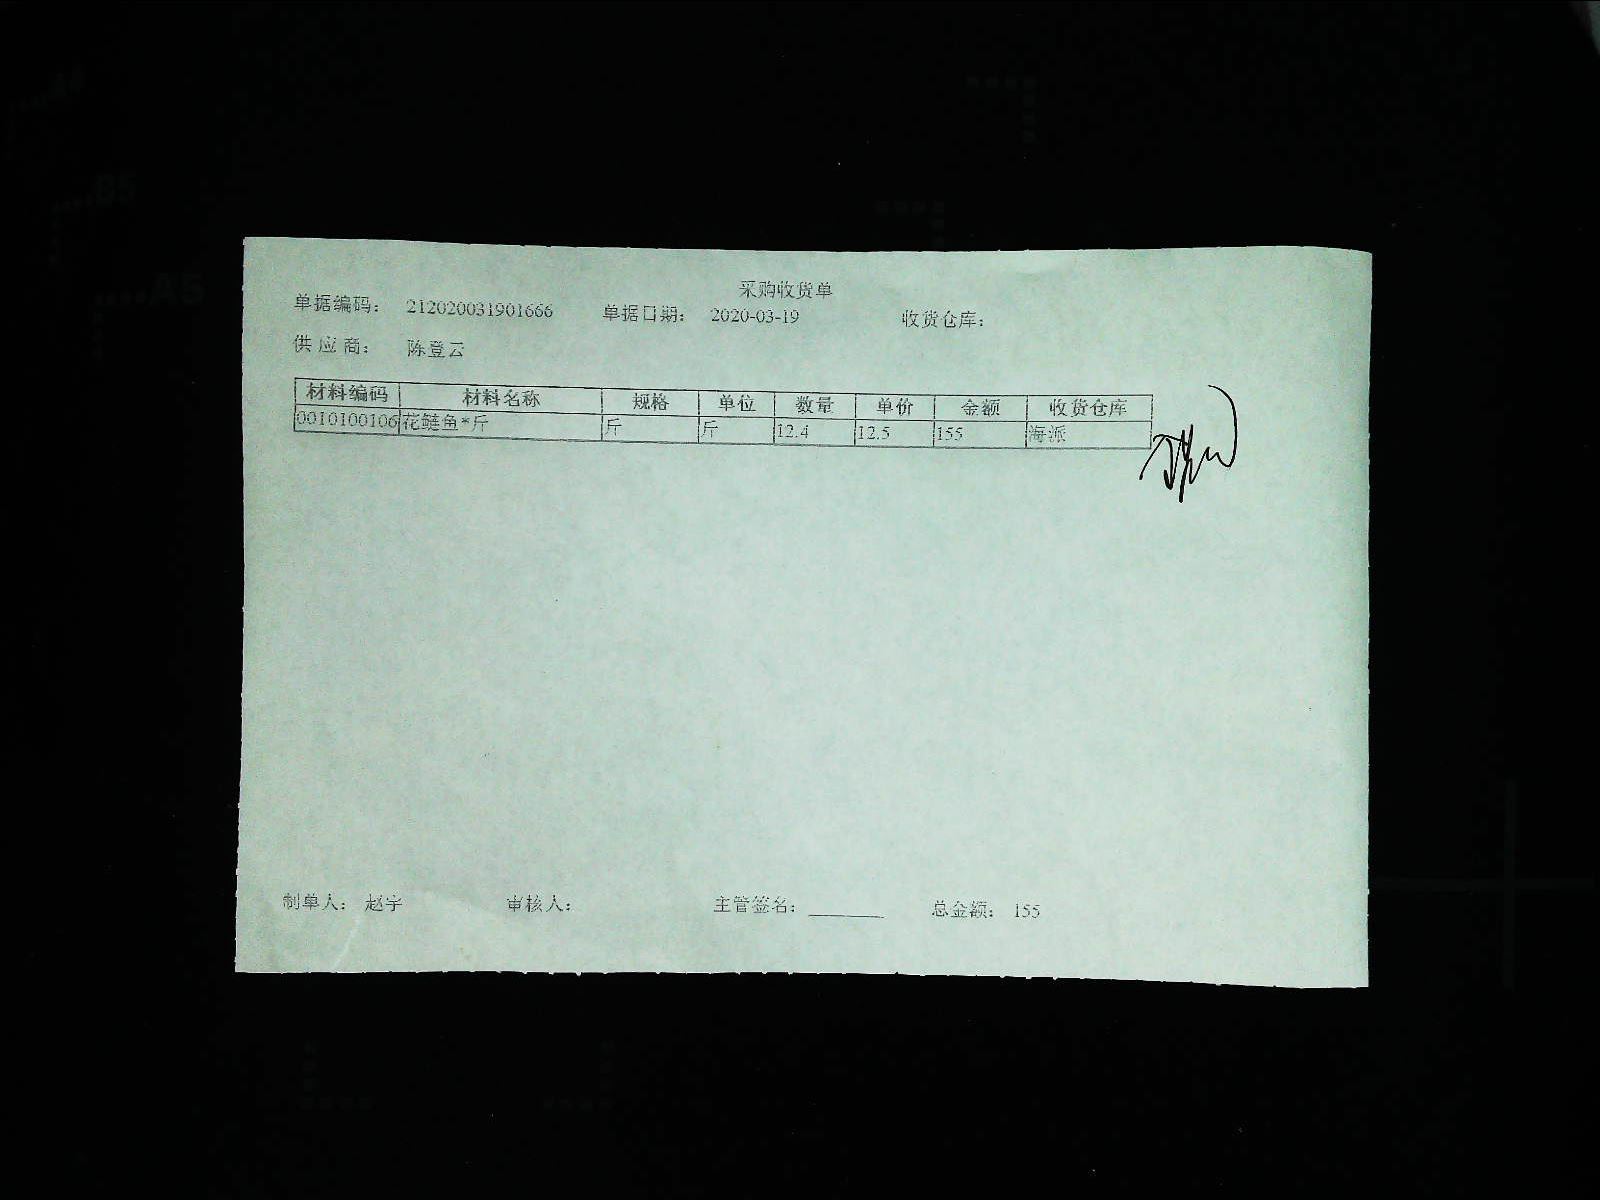 采购收货单
单据编码： 212020031901666 单据日期： 2020-03-19 收货仓库：
供 应 商： 陈登云
材料编码 材料名称 规格 单位 数量 单价 金额 收货仓库
0010100106 花鲢鱼*斤 斤 斤 12.4 12.5 155 海派
制单人： 赵宇 审核人： 主管签名： ________ 总金额： 155